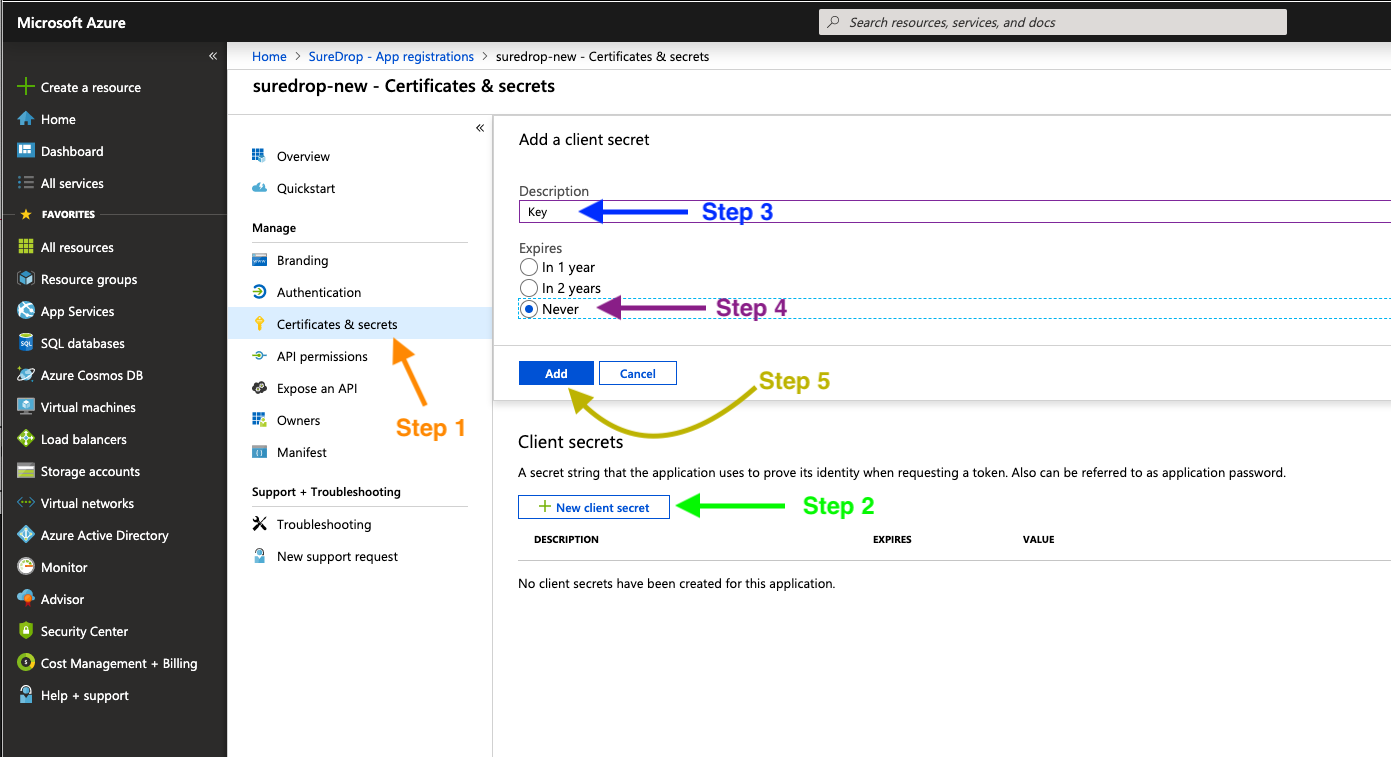 Microsoft Azure
Search resources, services, and docs
«
Create a resource
Home
Dashboard
All services
FAVORITES
All resources
Resource groups
App Services
SQL databases
Azure Cosmos DB
Virtual machines
Load balancers
Storage accounts
Virtual networks
Azure Active Directory
Monitor
Advisor
Security Center
Cost Management + Billing
Help + support
Home > SureDrop - App registrations > suredrop-new - Certificates & secrets
suredrop-new - Certificates & secrets
«
Overview
Quickstart
Manage
Branding
Authentication
Certificates & secrets
API permissions
Expose an API
Owners
Manifest
Step 1
Support + Troubleshooting
Troubleshooting
New support request
Add a client secret
Description
Key
Step 3
Expires
In 1 year
In 2 years
Never
Step 4
Add
Cancel
Step 5
Client secrets
A secret string that the application uses to prove its identity when requesting a token. Also can be referred to as application password.
+ New client secret
Step 2
DESCRIPTION EXPIRES VALUE
No client secrets have been created for this application.